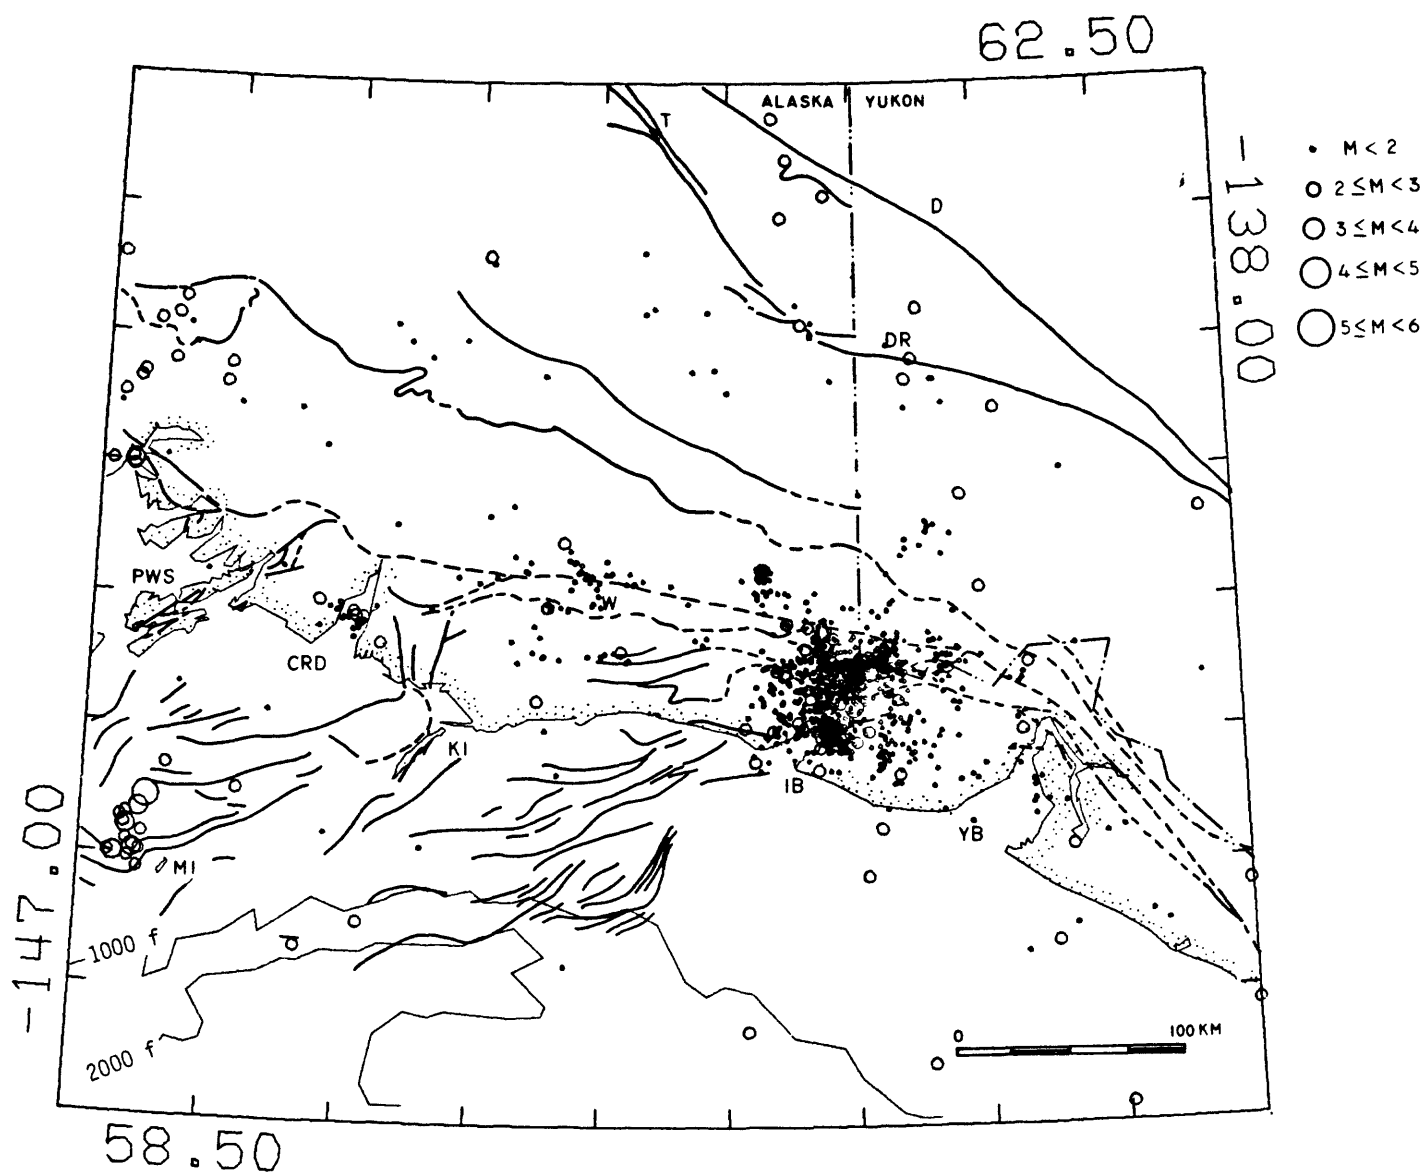 62.50
ALASKA YUKON
T
D
-138.00
M < 2
2 ≤ M < 3
3 ≤ M < 4
4 ≤ M < 5
5 ≤ M < 6
DR
PWS
W
CRD
KI
IB
YB
MI
-147.00
-1000 f
2000 f
0 100 KM
58.50